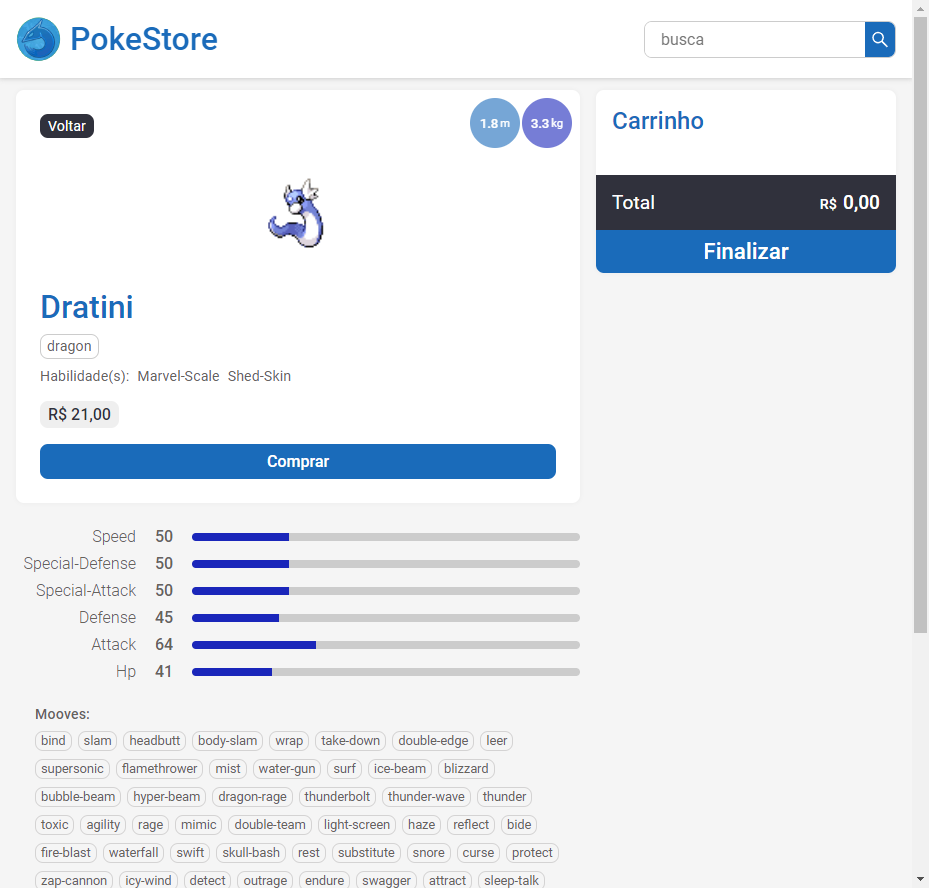 PokeStore
busca
Voltar
1.8 m
3.3 kg
Dratini
dragon
Habilidade(s): Marvel-Scale Shed-Skin
R$ 21,00
Comprar
Carrinho
Total R$ 0,00
Finalizar
Speed 50
Special-Defense 50
Special-Attack 50
Defense 45
Attack 64
Hp 41
Mooves:
bind slam headbutt body-slam wrap take-down double-edge leer
supersonic flamethrower mist water-gun surf ice-beam blizzard
bubble-beam hyper-beam dragon-rage thunderbolt thunder-wave thunder
toxic agility rage mimic double-team light-screen haze reflect bide
fire-blast waterfall swift skull-bash rest substitute snore curse protect
zap-cannon icy-wind detect outrage endure swagger attract sleep-talk